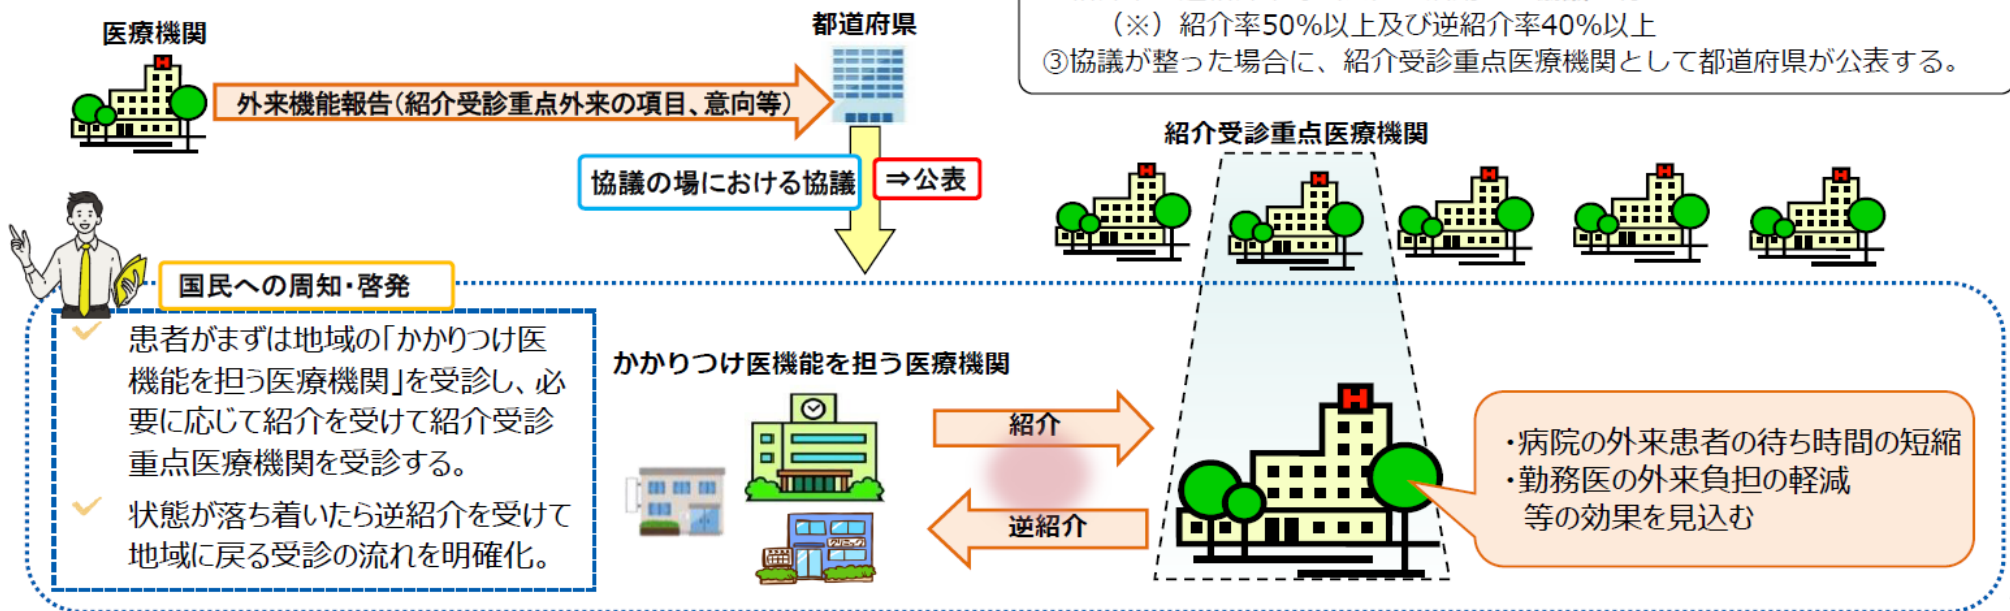 （※）紹介率50％以上及び逆紹介率40％以上
③協議が整った場合に、紹介受診重点医療機関として都道府県が公表する。
医療機関
都道府県
外来機能報告（紹介受診重点外来の項目、意向等）
協議の場における協議
⇒公表
紹介受診重点医療機関
国民への周知・啓発
患者がまずは地域の「かかりつけ医
機能を担う医療機関」を受診し、必
要に応じて紹介を受けて紹介受診
重点医療機関を受診する。
状態が落ち着いたら逆紹介を受けて
地域に戻る受診の流れを明確化。
かかりつけ医機能を担う医療機関
クリニック
紹介
逆紹介
・病院の外来患者の待ち時間の短縮
・勤務医の外来負担の軽減
等の効果を見込む
H
H
H
H
H
H
H